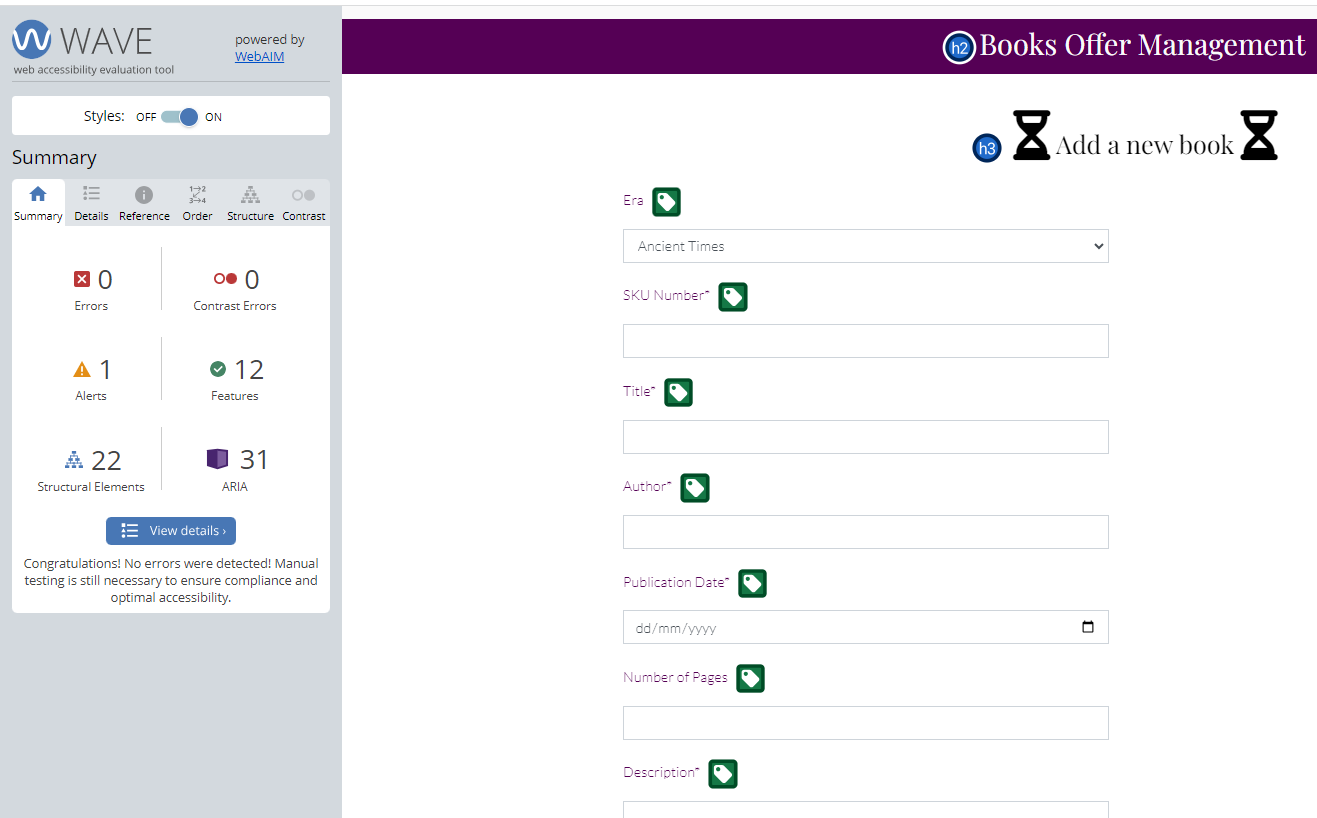 WAVE
web accessibility evaluation tool
powered by
WebAIM
Styles: OFF ON
Summary
Summary Details Reference Order Structure Contrast
0 0
Errors Contrast Errors
1 12
Alerts Features
22 31
Structural Elements ARIA
View details ›
Congratulations! No errors were detected! Manual
testing is still necessary to ensure compliance and
optimal accessibility.
h2 Books Offer Management
h3 Add a new book
Era
Ancient Times
SKU Number*
Title*
Author*
Publication Date*
dd/mm/yyyy
Number of Pages
Description*